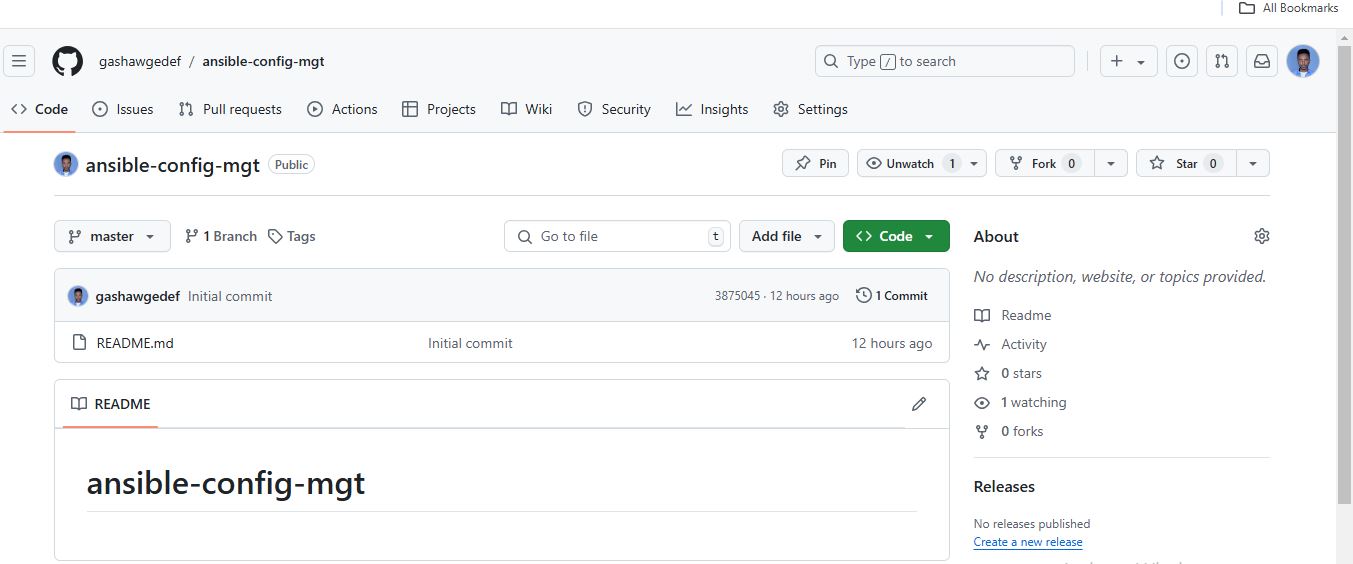 All Bookmarks
gashawgedef / ansible-config-mgt
Type / to search
Code Issues Pull requests Actions Projects Wiki Security Insights Settings
ansible-config-mgt Public
Pin Unwatch 1 Fork 0 Star 0
master 1 Branch Tags Go to file t Add file Code
gashawgedef Initial commit 3875045 · 12 hours ago 1 Commit
README.md Initial commit 12 hours ago
README
ansible-config-mgt
About
No description, website, or topics provided.
Readme
Activity
0 stars
1 watching
0 forks
Releases
No releases published
Create a new release